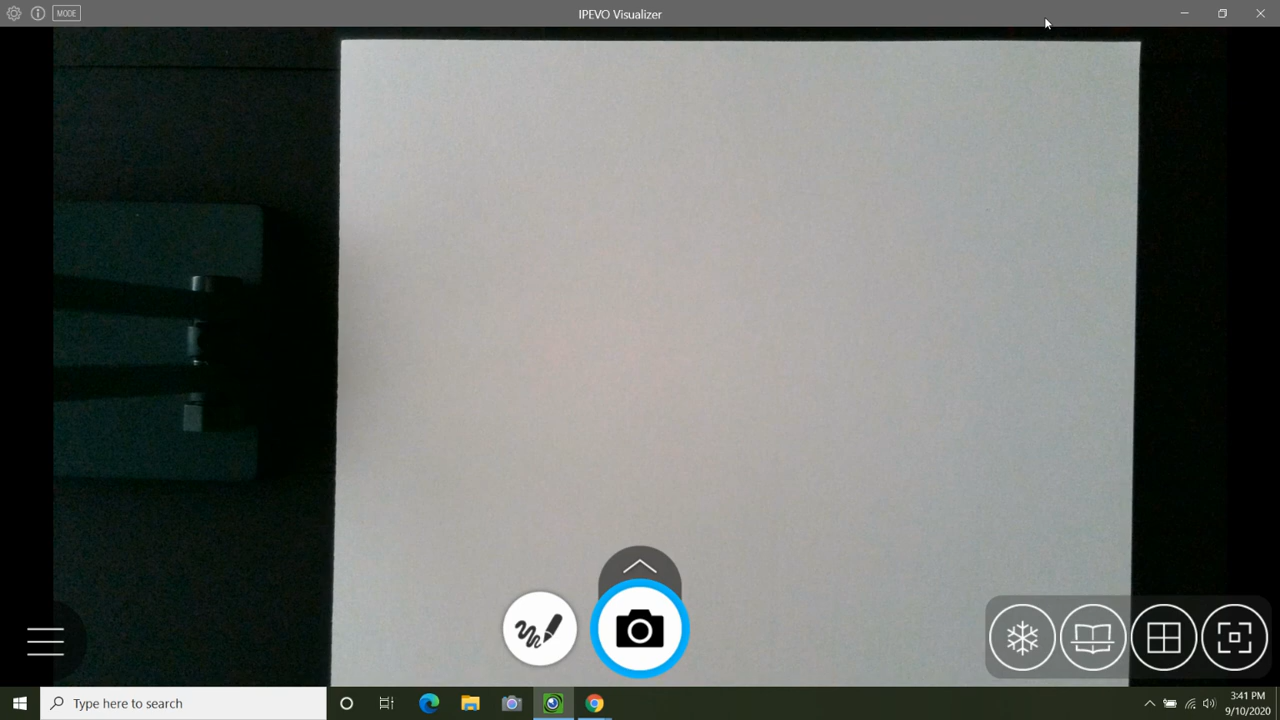 MODE
IPEVO Visualizer
Type here to search
3:41 PM
9/10/2020